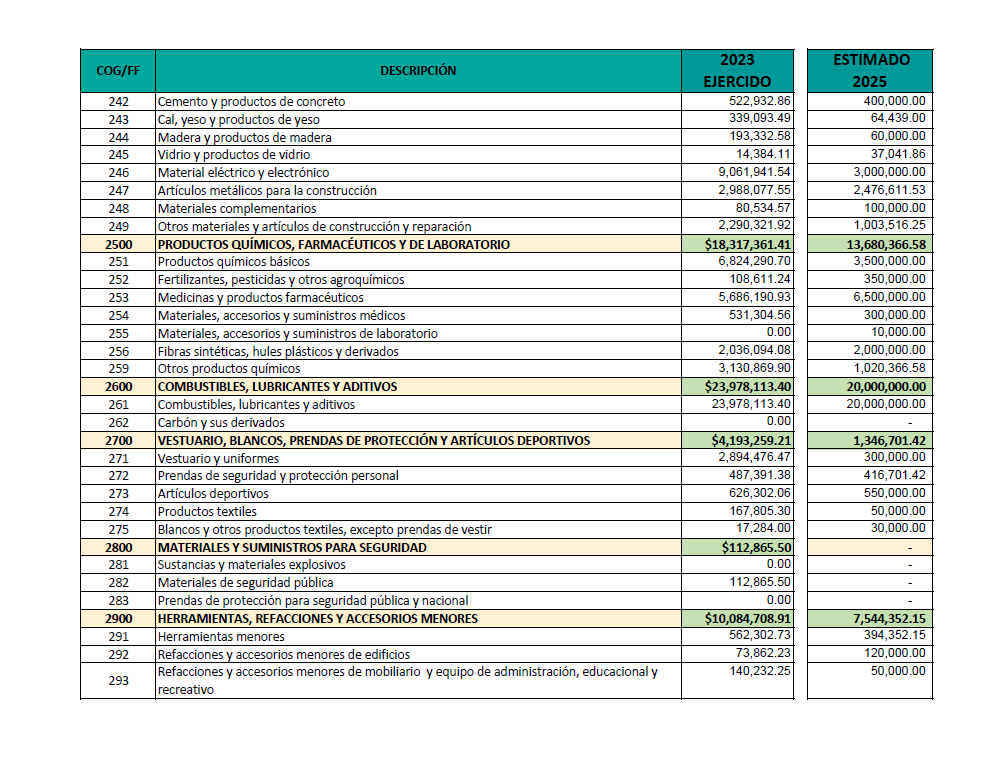 COG/FF DESCRIPCIÓN 2023 EJERCIDO ESTIMADO 2025
242 Cemento y productos de concreto 522,932.86 400,000.00
243 Cal, yeso y productos de yeso 339,093.49 64,439.00
244 Madera y productos de madera 193,332.58 60,000.00
245 Vidrio y productos de vidrio 14,384.11 37,041.86
246 Material eléctrico y electrónico 9,061,941.54 3,000,000.00
247 Artículos metálicos para la construcción 2,988,077.55 2,476,611.53
248 Materiales complementarios 80,534.57 100,000.00
249 Otros materiales y artículos de construcción y reparación 2,290,321.92 1,003,516.25
2500 PRODUCTOS QUÍMICOS, FARMACÉUTICOS Y DE LABORATORIO $18,317,361.41 13,680,366.58
251 Productos químicos básicos 6,824,290.70 3,500,000.00
252 Fertilizantes, pesticidas y otros agroquímicos 108,611.24 350,000.00
253 Medicinas y productos farmacéuticos 5,686,190.93 6,500,000.00
254 Materiales, accesorios y suministros médicos 531,304.56 300,000.00
255 Materiales, accesorios y suministros de laboratorio 0.00 10,000.00
256 Fibras sintéticas, hules plásticos y derivados 2,036,094.08 2,000,000.00
259 Otros productos químicos 3,130,869.90 1,020,366.58
2600 COMBUSTIBLES, LUBRICANTES Y ADITIVOS $23,978,113.40 20,000,000.00
261 Combustibles, lubricantes y aditivos 23,978,113.40 20,000,000.00
262 Carbón y sus derivados 0.00 -
2700 VESTUARIO, BLANCOS, PRENDAS DE PROTECCIÓN Y ARTÍCULOS DEPORTIVOS $4,193,259.21 1,346,701.42
271 Vestuario y uniformes 2,894,476.47 300,000.00
272 Prendas de seguridad y protección personal 487,391.38 416,701.42
273 Artículos deportivos 626,302.06 550,000.00
274 Productos textiles 167,805.30 50,000.00
275 Blancos y otros productos textiles, excepto prendas de vestir 17,284.00 30,000.00
2800 MATERIALES Y SUMINISTROS PARA SEGURIDAD $112,865.50 -
281 Sustancias y materiales explosivos 0.00 -
282 Materiales de seguridad pública 112,865.50 -
283 Prendas de protección para seguridad pública y nacional 0.00 -
2900 HERRAMIENTAS, REFACCIONES Y ACCESORIOS MENORES $10,084,708.91 7,544,352.15
291 Herramientas menores 562,302.73 394,352.15
292 Refacciones y accesorios menores de edificios 73,862.23 120,000.00
293 Refacciones y accesorios menores de mobiliario y equipo de administración, educacional y 140,232.25 50,000.00
recreativo